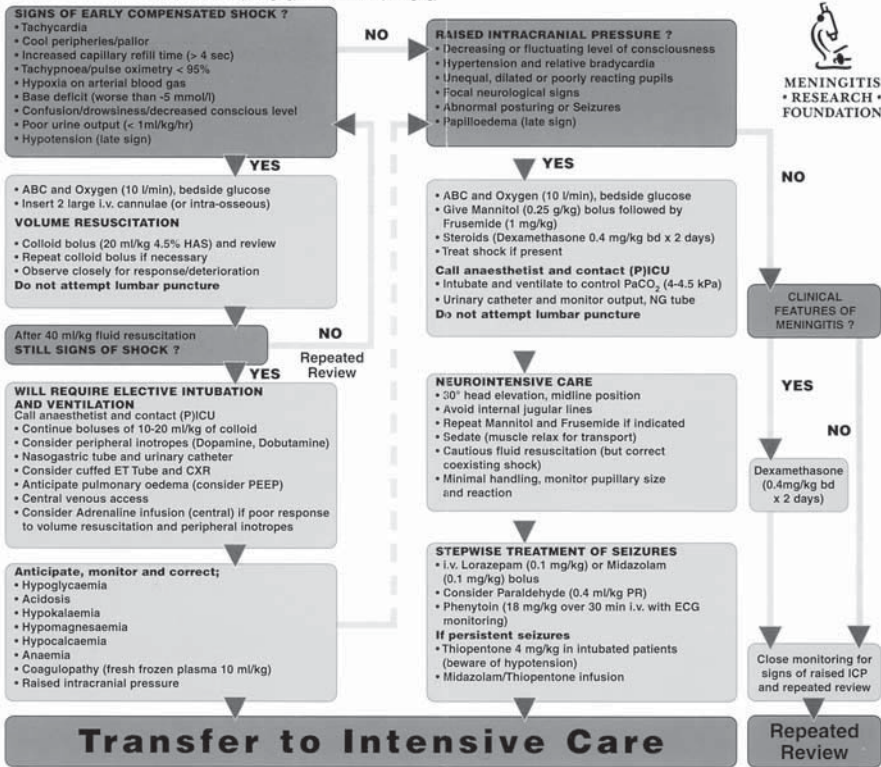 SIGNS OF EARLY COMPENSATED SHOCK ?
• Tachycardia
• Cool peripheries/pallor
• Increased capillary refill time (> 4 sec)
• Tachypnoea/pulse oximetry < 95%
• Hypoxia on arterial blood gas
• Base deficit (worse than -5 mmol/l)
• Confusion/drowsiness/decreased conscious level
• Poor urine output (< 1ml/kg/hr)
• Hypotension (late sign)
NO
RAISED INTRACRANIAL PRESSURE ?
• Decreasing or fluctuating level of consciousness
• Hypertension and relative bradycardia
• Unequal, dilated or poorly reacting pupils
• Focal neurological signs
• Abnormal posturing or Seizures
• Papilloedema (late sign)
MENINGITIS
• RESEARCH •
FOUNDATION
YES
• ABC and Oxygen (10 l/min), bedside glucose
• Insert 2 large i.v. cannulae (or intra-osseous)
VOLUME RESUSCITATION
• Colloid bolus (20 ml/kg 4.5% HAS) and review
• Repeat colloid bolus if necessary
• Observe closely for response/deterioration
Do not attempt lumbar puncture
After 40 ml/kg fluid resuscitation
STILL SIGNS OF SHOCK ?
NO
Repeated
Review
YES
WILL REQUIRE ELECTIVE INTUBATION
AND VENTILATION
Call anaesthetist and contact (P)ICU
• Continue boluses of 10-20 ml/kg of colloid
• Consider peripheral inotropes (Dopamine, Dobutamine)
• Nasogastric tube and urinary catheter
• Consider cuffed ET Tube and CXR
• Anticipate pulmonary oedema (consider PEEP)
• Central venous access
• Consider Adrenaline infusion (central) if poor response
to volume resuscitation and peripheral inotropes
Anticipate, monitor and correct;
• Hypoglycaemia
• Acidosis
• Hypokalaemia
• Hypomagnesaemia
• Hypocalcaemia
• Anaemia
• Coagulopathy (fresh frozen plasma 10 ml/kg)
• Raised intracranial pressure
YES
• ABC and Oxygen (10 l/min), bedside glucose
• Give Mannitol (0.25 g/kg) bolus followed by
Frusemide (1 mg/kg)
• Steroids (Dexamethasone 0.4 mg/kg bd x 2 days)
• Treat shock if present
Call anaesthetist and contact (P)ICU
• Intubate and ventilate to control PaCO₂ (4-4.5 kPa)
• Urinary catheter and monitor output, NG tube
Do not attempt lumbar puncture
NEUROINTENSIVE CARE
• 30° head elevation, midline position
• Avoid internal jugular lines
• Repeat Mannitol and Frusemide if indicated
• Sedate (muscle relax for transport)
• Cautious fluid resuscitation (but correct
coexisting shock)
• Minimal handling, monitor pupillary size
and reaction
STEPWISE TREATMENT OF SEIZURES
• i.v. Lorazepam (0.1 mg/kg) or Midazolam
(0.1 mg/kg) bolus
• Consider Paraldehyde (0.4 ml/kg PR)
• Phenytoin (18 mg/kg over 30 min i.v. with ECG
monitoring)
If persistent seizures
• Thiopentone 4 mg/kg in intubated patients
(beware of hypotension)
• Midazolam/Thiopentone infusion
NO
CLINICAL
FEATURES OF
MENINGITIS ?
YES
NO
Dexamethasone
(0.4mg/kg bd
x 2 days)
Close monitoring for
signs of raised ICP
and repeated review
Transfer to Intensive Care
Repeated
Review